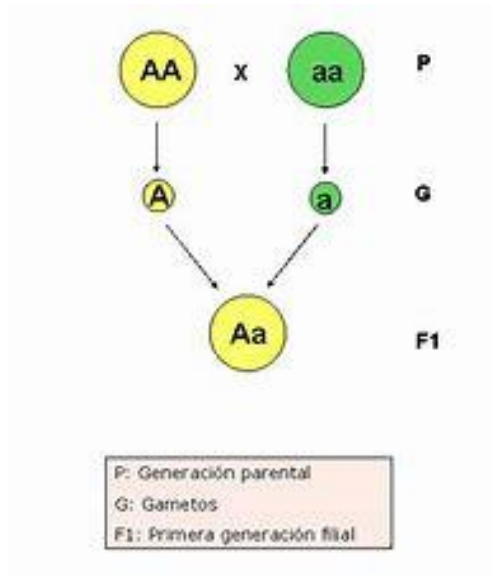 AA x aa P
A a G
Aa F1
P: Generación parental
G: Gametos
F1: Primera generación filial